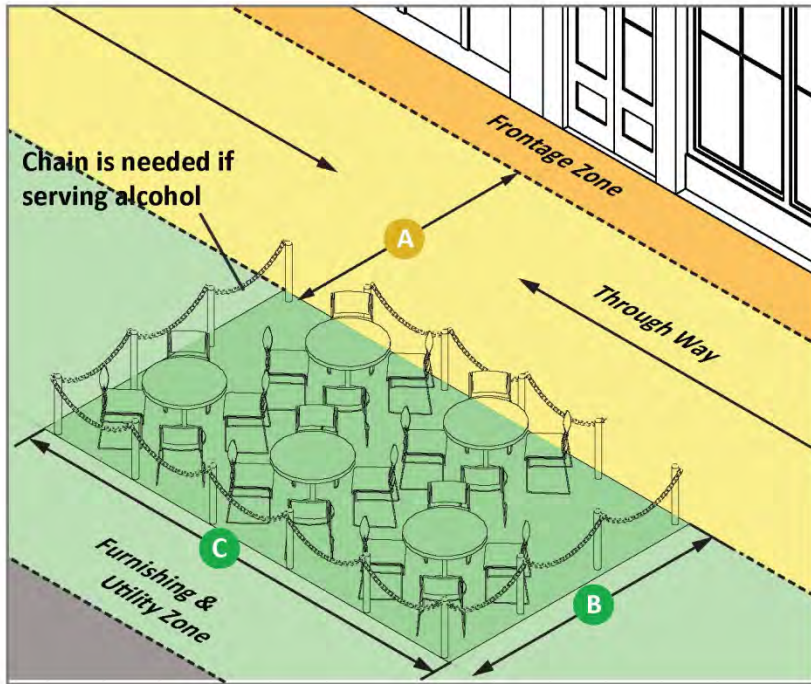 Frontage Zone
Chain is needed if
serving alcohol
A
Through Way
C
B
Furnishing &
Utility Zone